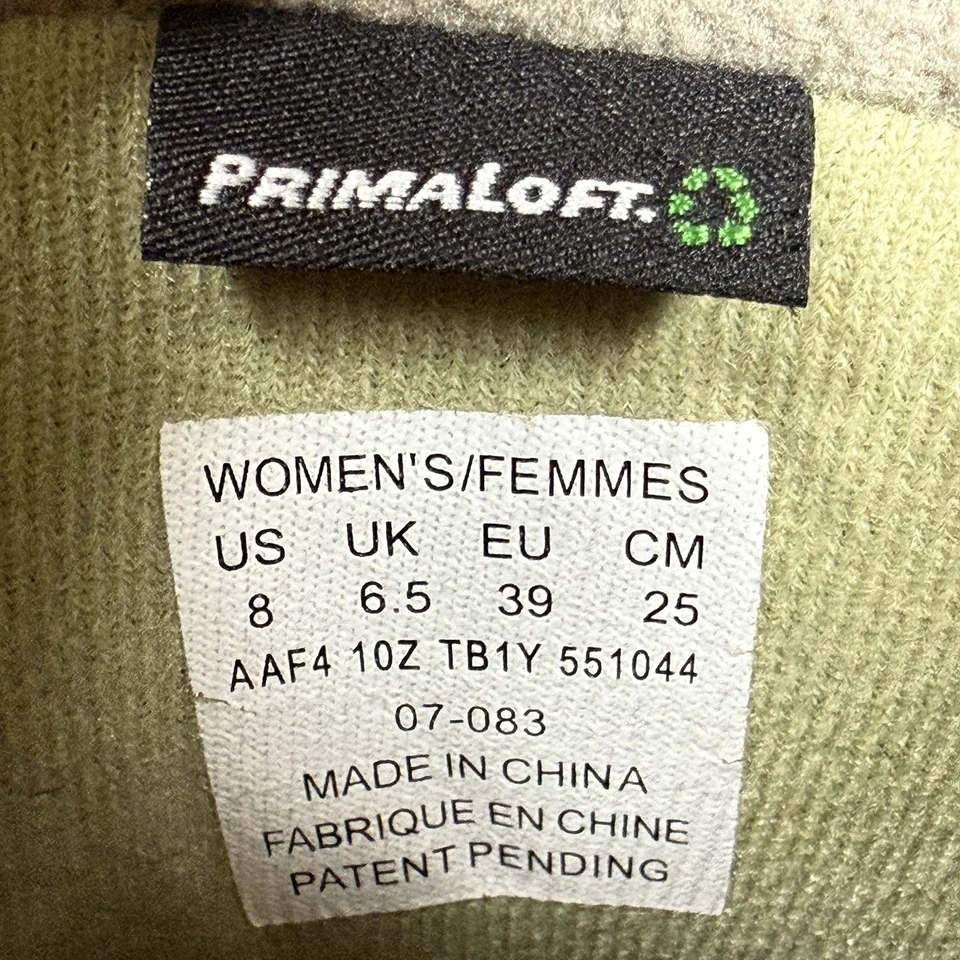 PRIMALOFT.
WOMEN'S/FEMMES
US UK EU CM
8 6.5 39 25
AAF4 10Z TB1Y 551044
07-083
MADE IN CHINA
FABRIQUE EN CHINE
PATENT PENDING